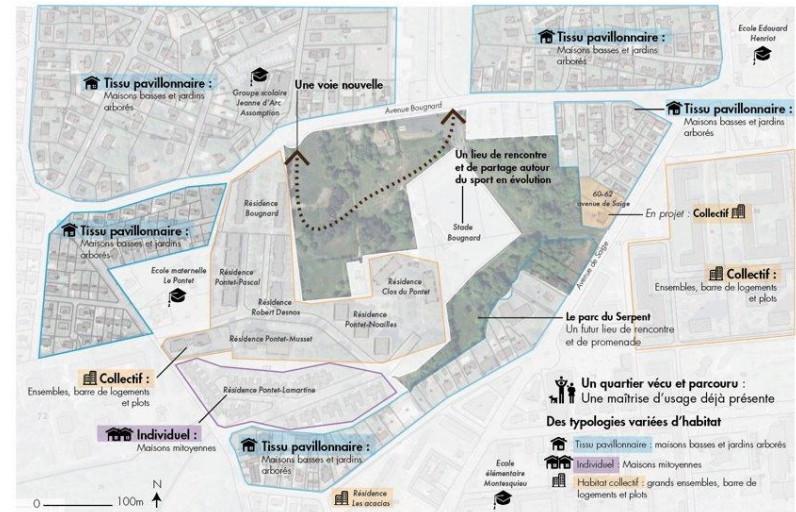 Tissu pavillonnaire :
Maisons basses et jardins
arborés
Groupe scolaire
Jeanne d'Arc
Assomption
Une voie nouvelle
Avenue Bougnard
Tissu pavillonnaire :
Maisons basses et jardins
arborés
Ecole Edouard
Henriot
Tissu pavillonnaire :
Maisons basses et jardins
arborés
Un lieu de rencontre
et de partage autour
du sport en évolution
60-62
avenue de Saige
En projet : Collectif
Résidence
Bougnard
Stade
Bougnard
Tissu pavillonnaire :
Maisons basses et jardins
arborés
Avenue de Saige
Ecole maternelle
Le Pontet
Résidence
Pontet-Pascal
Résidence
Clos du Pontet
Collectif :
Ensembles, barre de logements
et plots
Résidence
Robert Desnos
Résidence
Pontet-Noailles
Résidence Pontet-Musset
Le parc du Serpent
Un futur lieu de rencontre
et de promenade
Collectif :
Ensembles, barre de logements
et plots
Résidence Pontet-Lamartine
Individuel :
Maisons mitoyennes
Tissu pavillonnaire :
Maisons basses et jardins
arborés
Un quartier vécu et parcouru :
Une maîtrise d'usage déjà présente
Des typologies variées d'habitat
Tissu pavillonnaire : maisons basses et jardins arborés
Individuel : Maisons mitoyennes
Habitat collectif : grands ensembles, barre de
logements et plots
Ecole
élémentaire
Montesquieu
Résidence
Les acacias
0 100m
N